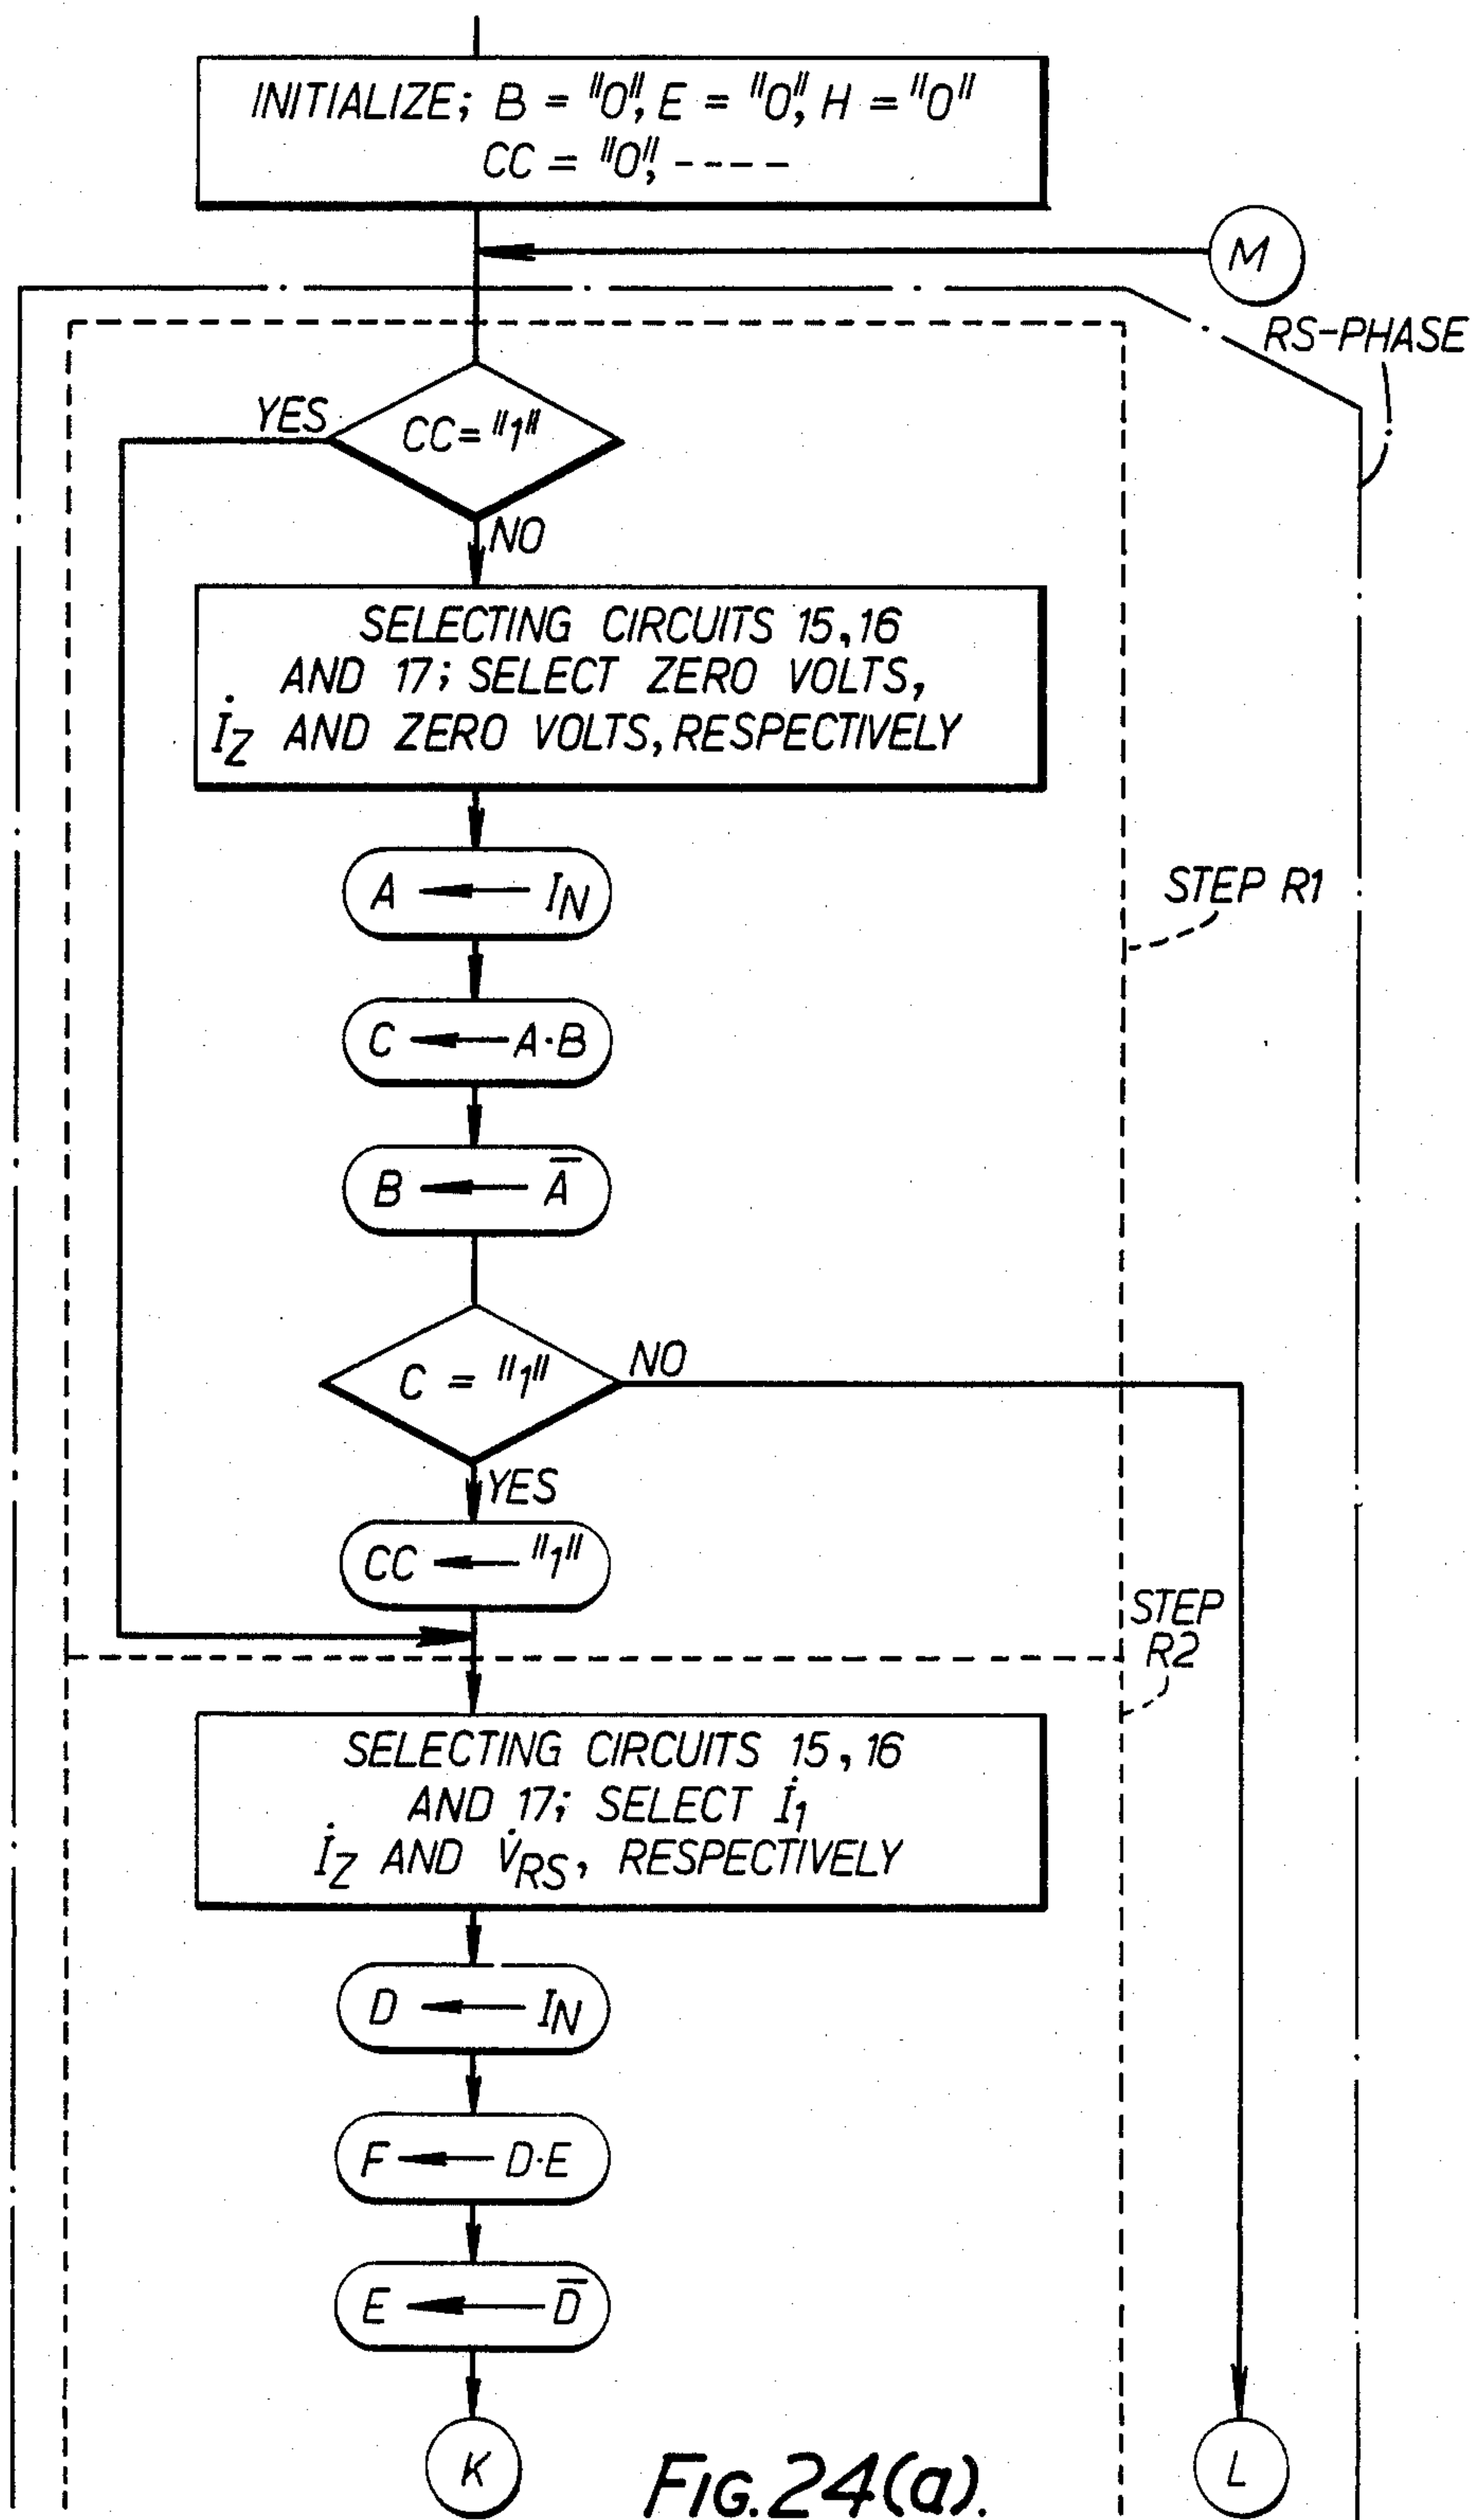 INITIALIZE; B = "0", E = "0", H = "0"
CC = "0", ----
M
RS-PHASE
YES
CC= "1"
NO
SELECTING CIRCUITS 15, 16
AND 17; SELECT ZERO VOLTS,
İZ AND ZERO VOLTS, RESPECTIVELY
A ← IN
STEP R1
C ← A·B
B ← A̅
C = "1"
NO
YES
CC ← "1"
STEP
R2
SELECTING CIRCUITS 15, 16
AND 17; SELECT İ1
İZ AND V̇RS, RESPECTIVELY
D ← IN
F ← D·E
E ← D̅
K
L
FIG. 24(a).